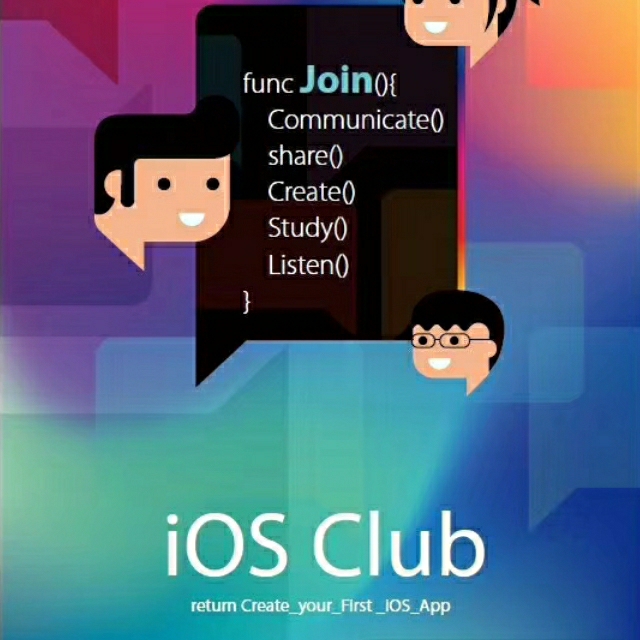 func Join(){
Communicate()
share()
Create()
Study()
Listen()
}
iOS Club
return Create_your_First _iOS_App